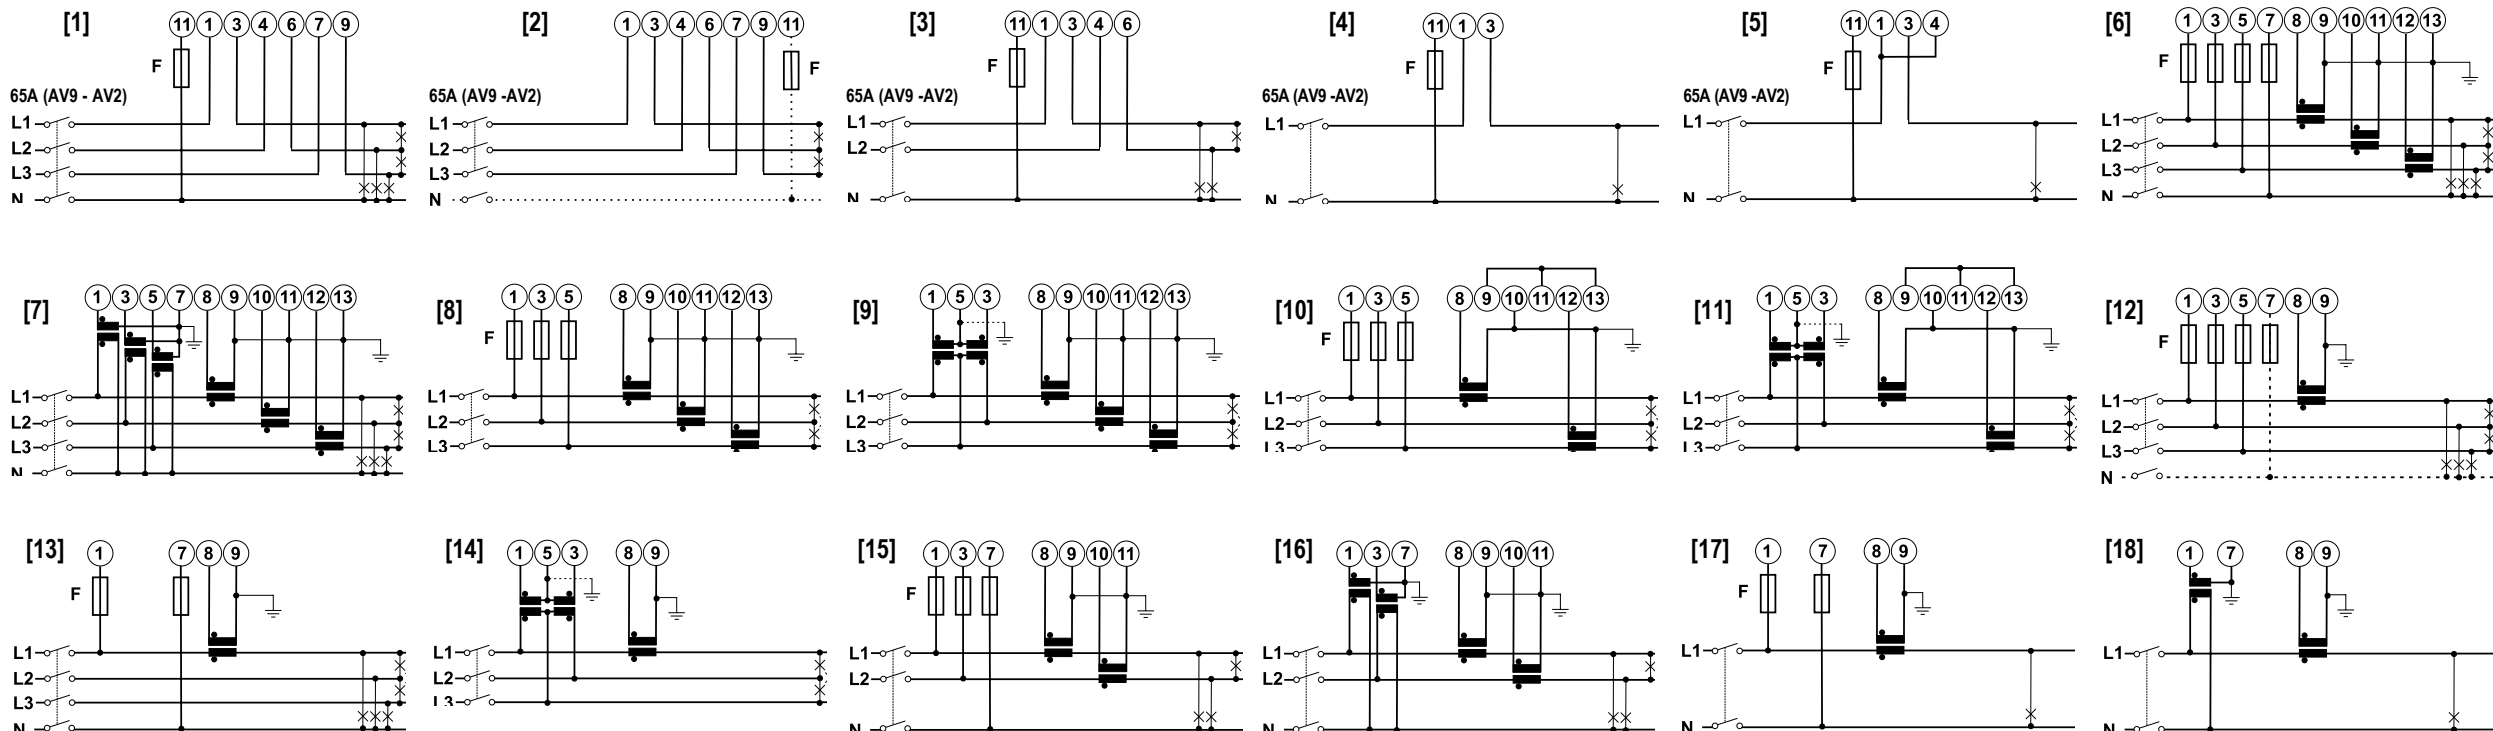 [1] 11 1 3 4 6 7 9
F
65A (AV9 - AV2)
L1
L2
L3
N
[2] 1 3 4 6 7 9 11
F
65A (AV9 -AV2)
L1
L2
L3
N
[3] 11 1 3 4 6
F
65A (AV9 -AV2)
L1
L2
N
[4] 11 1 3
F
65A (AV9 -AV2)
L1
N
[5] 11 1 3 4
F
65A (AV9 -AV2)
L1
N
[6] 1 3 5 7 8 9 10 11 12 13
F
L1
L2
L3
N
[7] 1 3 5 7 8 9 10 11 12 13
L1
L2
L3
N
[8] 1 3 5 8 9 10 11 12 13
F
L1
L2
L3
[9] 1 5 3 8 9 10 11 12 13
L1
L2
L3
[10] 1 3 5 8 9 10 11 12 13
F
L1
L2
L3
[11] 1 5 3 8 9 10 11 12 13
L1
L2
L3
[12] 1 3 5 7 8 9
F
L1
L2
L3
N
[13] 1 7 8 9
F
L1
L2
L3
N
[14] 1 5 3 8 9
L1
L2
L3
[15] 1 3 7 8 9 10 11
F
L1
L2
N
[16] 1 3 7 8 9 10 11
L1
L2
N
[17] 1 7 8 9
F
L1
N
[18] 1 7 8 9
L1
N